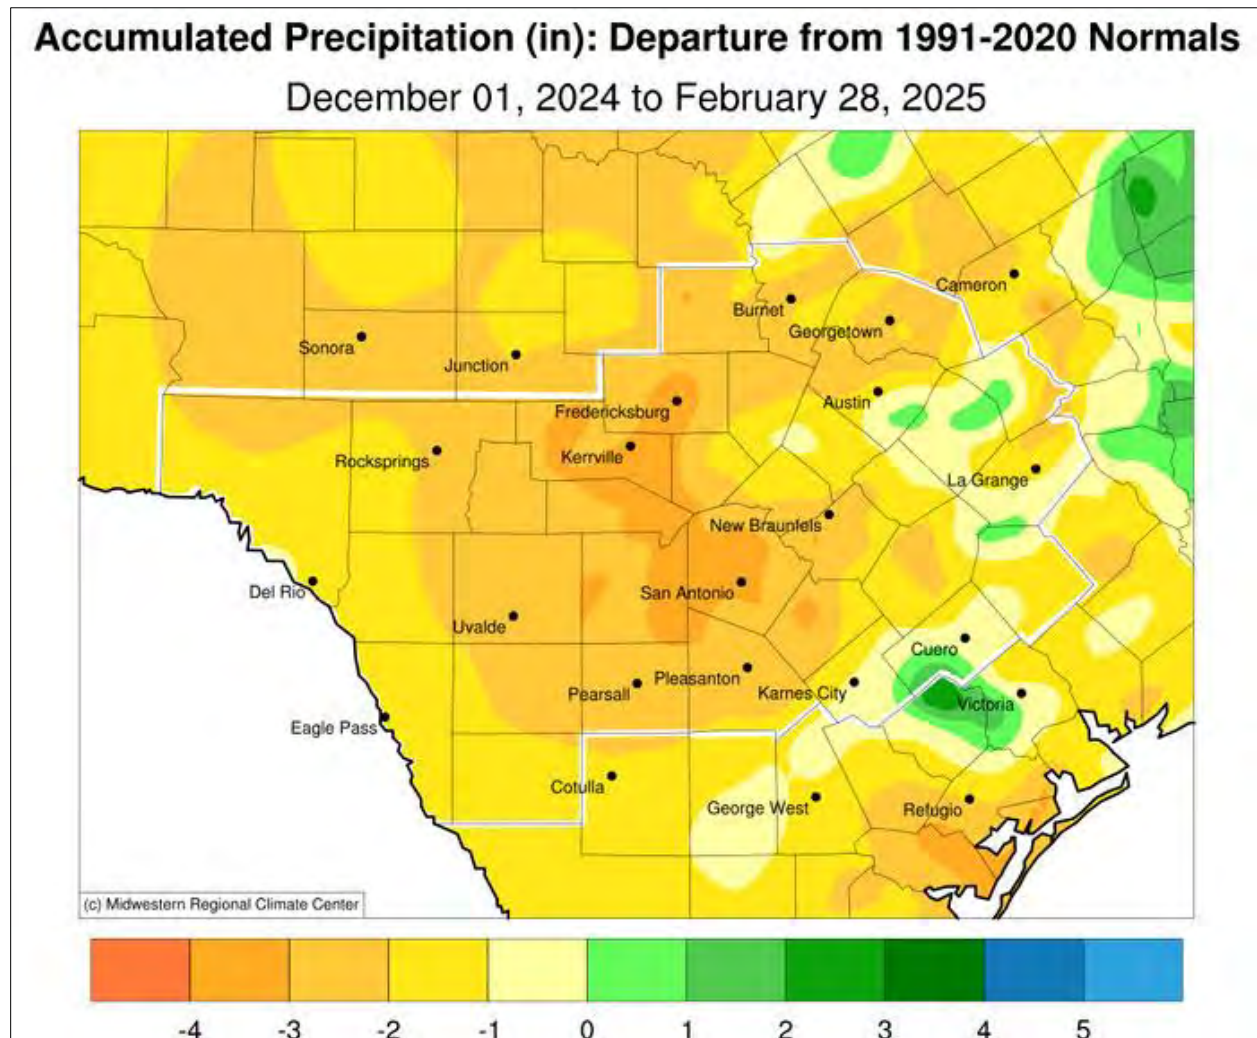 Accumulated Precipitation (in): Departure from 1991-2020 Normals
December 01, 2024 to February 28, 2025
Cameron
Burnet
Georgetown
Sonora
Junction
Fredericksburg
Austin
Rocksprings
Kerrville
La Grange
New Braunfels
Del Rio
San Antonio
Uvalde
Cuero
Pearsall
Pleasanton
Karnes City
Victoria
Eagle Pass
Cotulla
George West
Refugio
(c) Midwestern Regional Climate Center
-4 -3 -2 -1 0 1 2 3 4 5